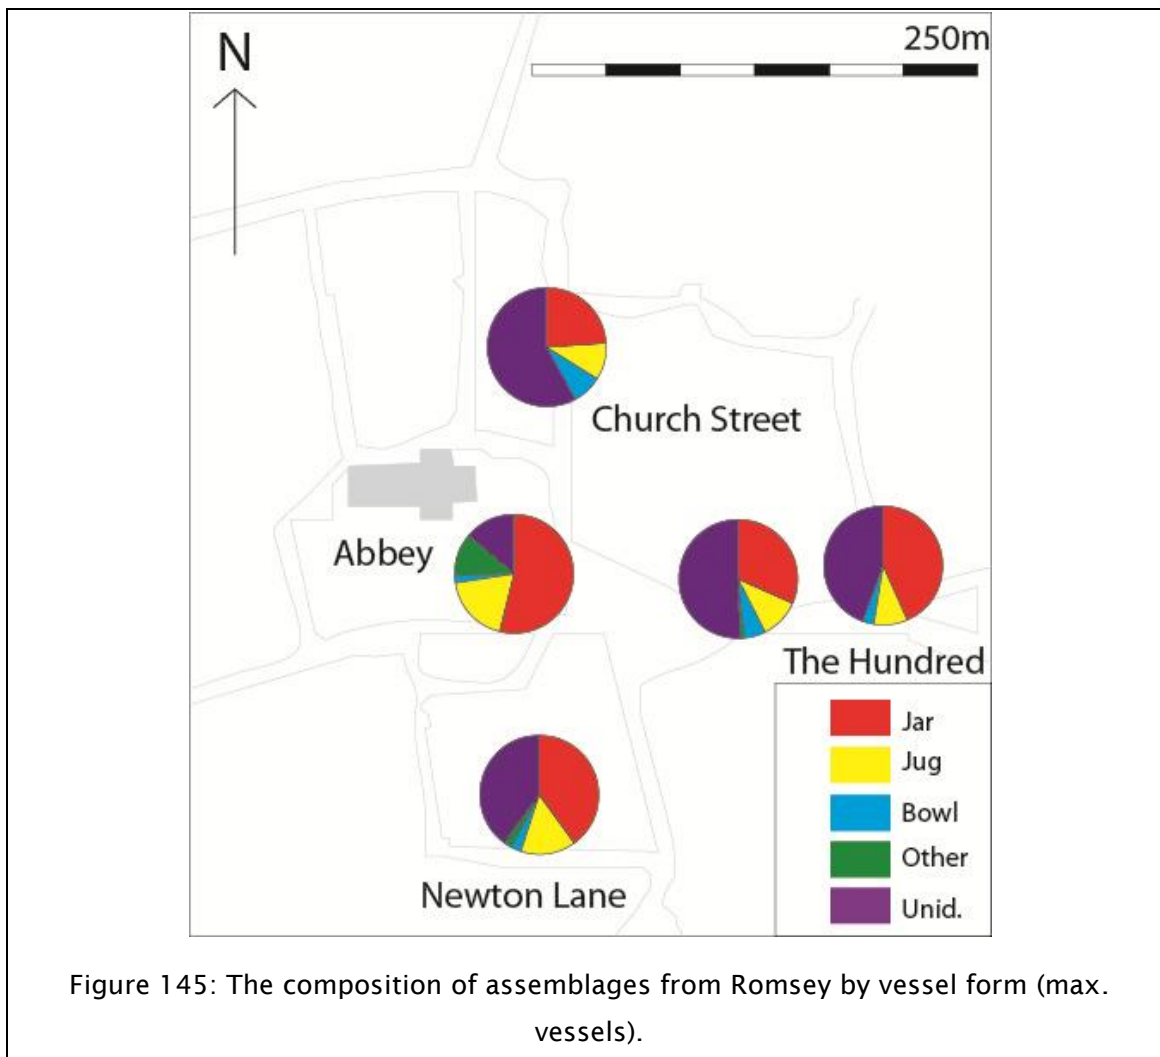 N
250m
Church Street
Abbey
The Hundred
Newton Lane
Jar
Jug
Bowl
Other
Unid.
Figure 145: The composition of assemblages from Romsey by vessel form (max.
vessels).